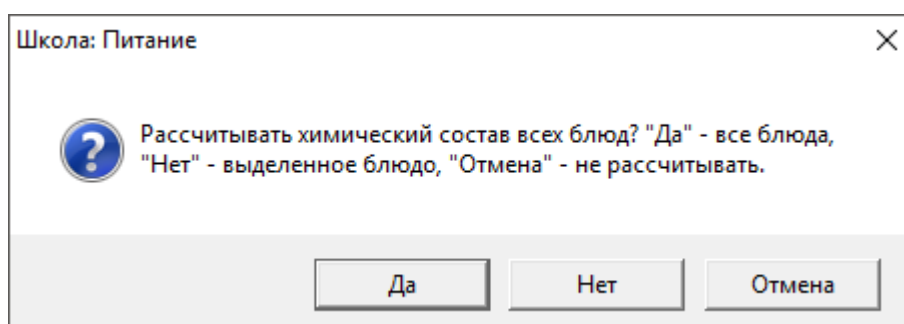 Школа: Питание
Рассчитывать химический состав всех блюд? "Да" - все блюда,
"Нет" - выделенное блюдо, "Отмена" - не рассчитывать.
Да
Нет
Отмена